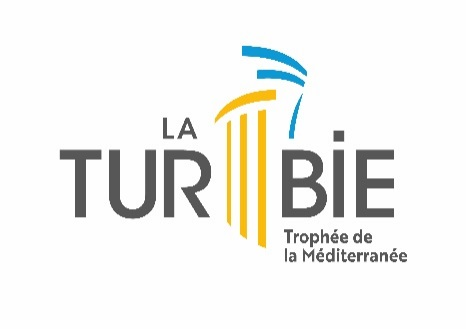 LA
TURBiE
Trophée de
la Méditerranée